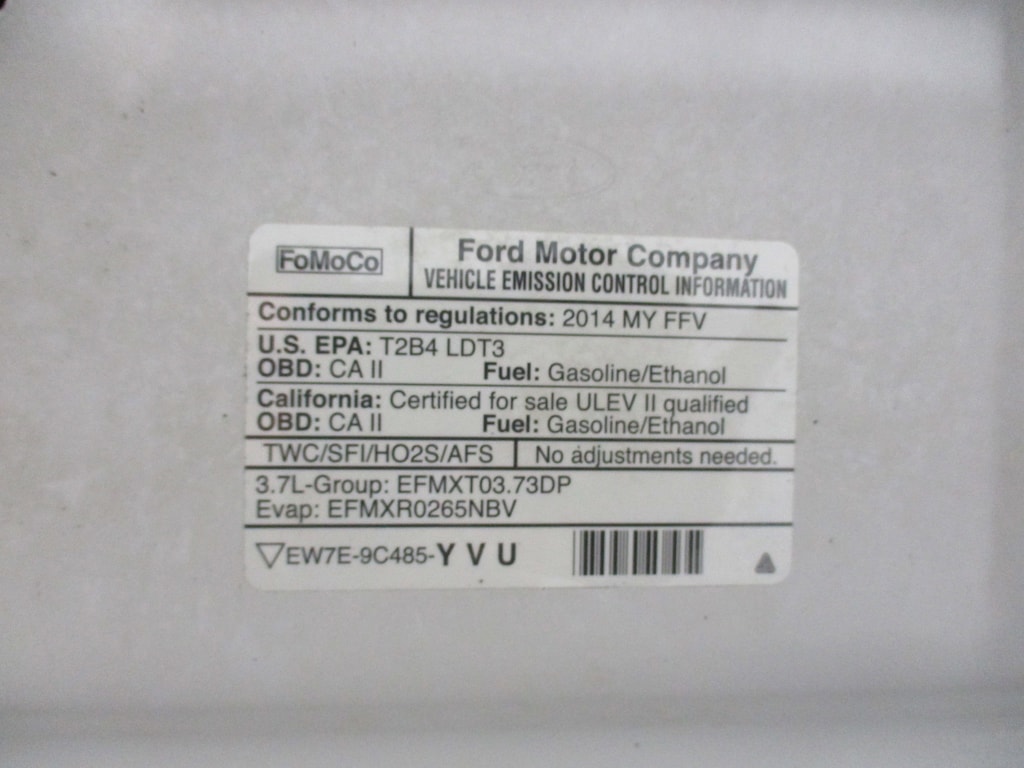 FoMoCo
Ford Motor Company
VEHICLE EMISSION CONTROL INFORMATION
Conforms to regulations: 2014 MY FFV
U.S. EPA: T2B4 LDT3
OBD: CA II Fuel: Gasoline/Ethanol
California: Certified for sale ULEV II qualified
OBD: CA II Fuel: Gasoline/Ethanol
TWC/SFI/HO2S/AFS No adjustments needed.
3.7L-Group: EFMXT03.73DP
Evap: EFMXR0265NBV
EW7E-9C485-Y V U